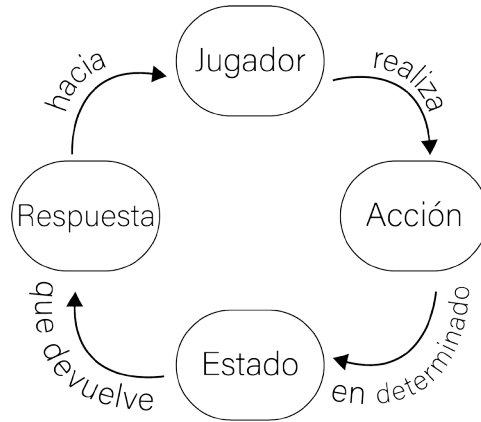 Jugador
realiza
Acción
en determinado
Estado
que devuelve
Respuesta
hacia